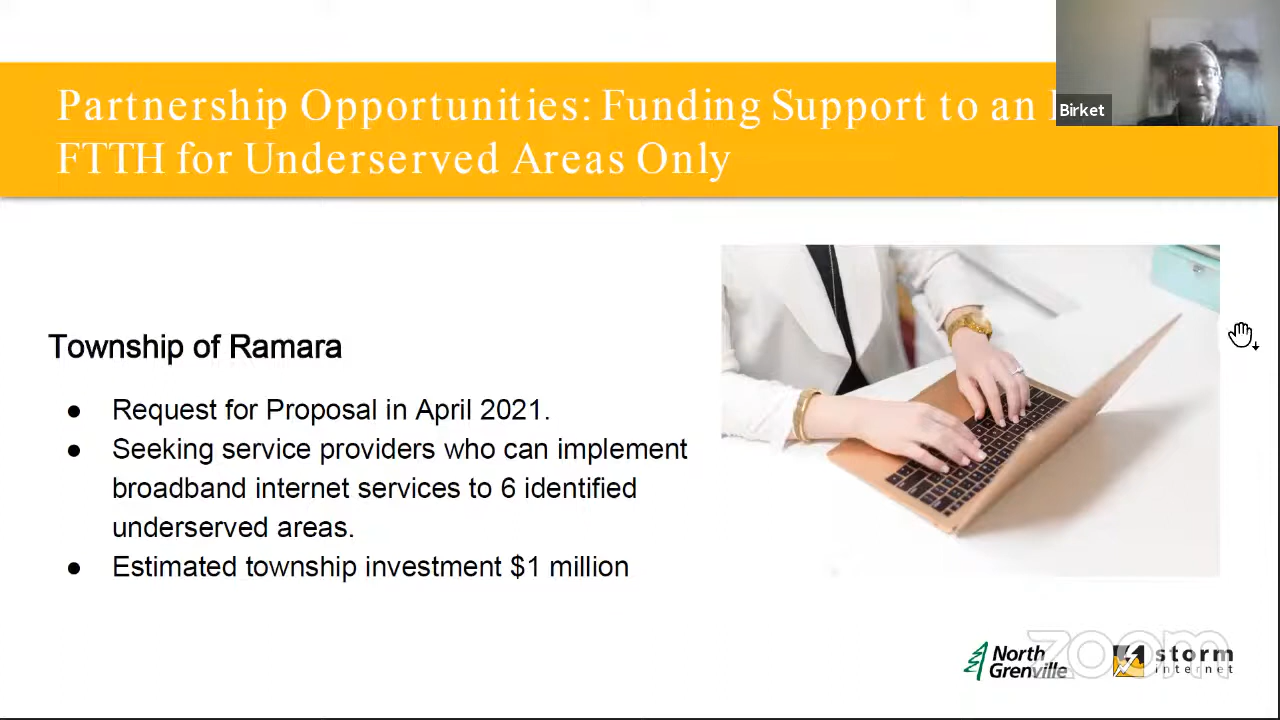 Partnership Opportunities: Funding Support to an
FTTH for Underserved Areas Only
Birket
Township of Ramara
● Request for Proposal in April 2021.
● Seeking service providers who can implement
broadband internet services to 6 identified
underserved areas.
● Estimated township investment $1 million
North
Grenville
storm
internet
zoom